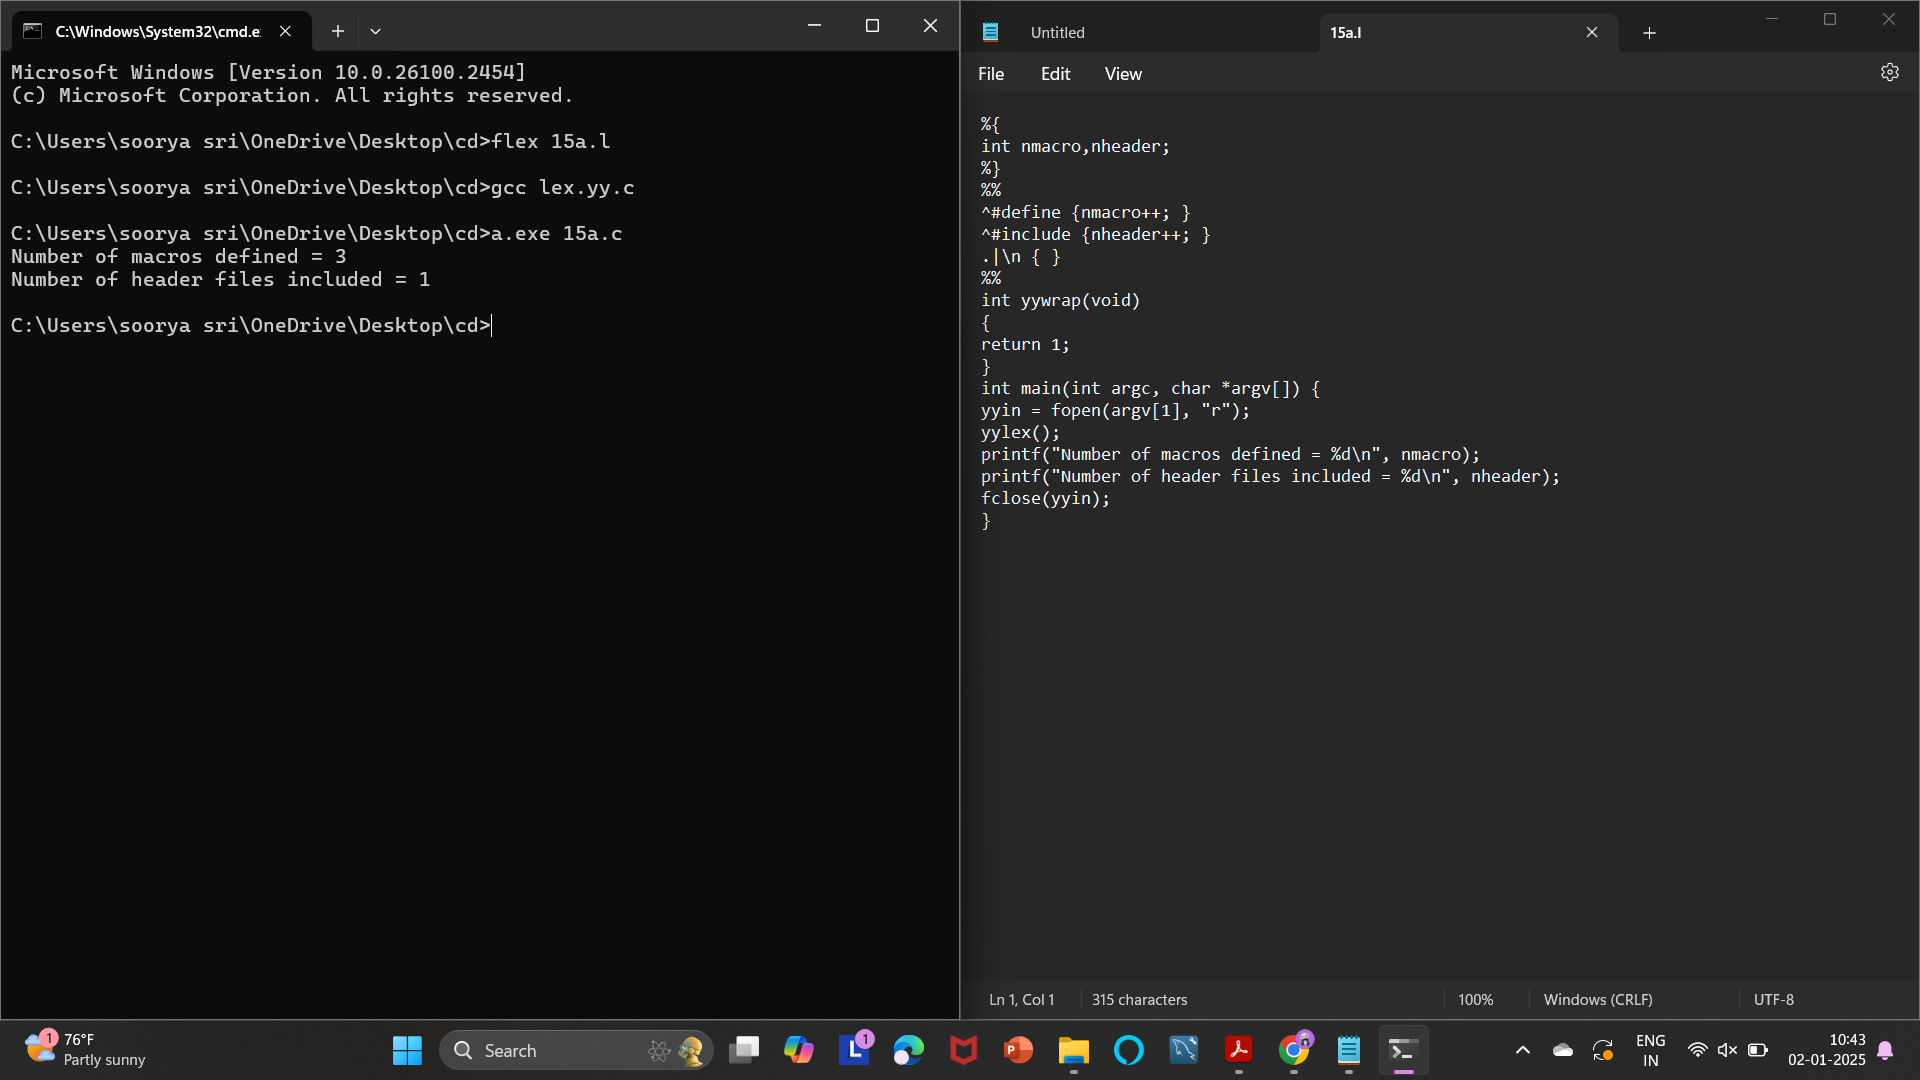 C:\Windows\System32\cmd.e
Microsoft Windows [Version 10.0.26100.2454]
(c) Microsoft Corporation. All rights reserved.
C:\Users\soorya sri\OneDrive\Desktop\cd>flex 15a.l
C:\Users\soorya sri\OneDrive\Desktop\cd>gcc lex.yy.c
C:\Users\soorya sri\OneDrive\Desktop\cd>a.exe 15a.c
Number of macros defined = 3
Number of header files included = 1
C:\Users\soorya sri\OneDrive\Desktop\cd>
Untitled
15a.l
File Edit View
%{
int nmacro,nheader;
%}
%%
^#define {nmacro++; }
^#include {nheader++; }
.|\n { }
%%
int yywrap(void)
{
return 1;
}
int main(int argc, char *argv[]) {
yyin = fopen(argv[1], "r");
yylex();
printf("Number of macros defined = %d\n", nmacro);
printf("Number of header files included = %d\n", nheader);
fclose(yyin);
}
Ln 1, Col 1 315 characters 100% Windows (CRLF) UTF-8
1
76°F
Partly sunny
Search
L
1
P
ENG
IN
10:43
02-01-2025